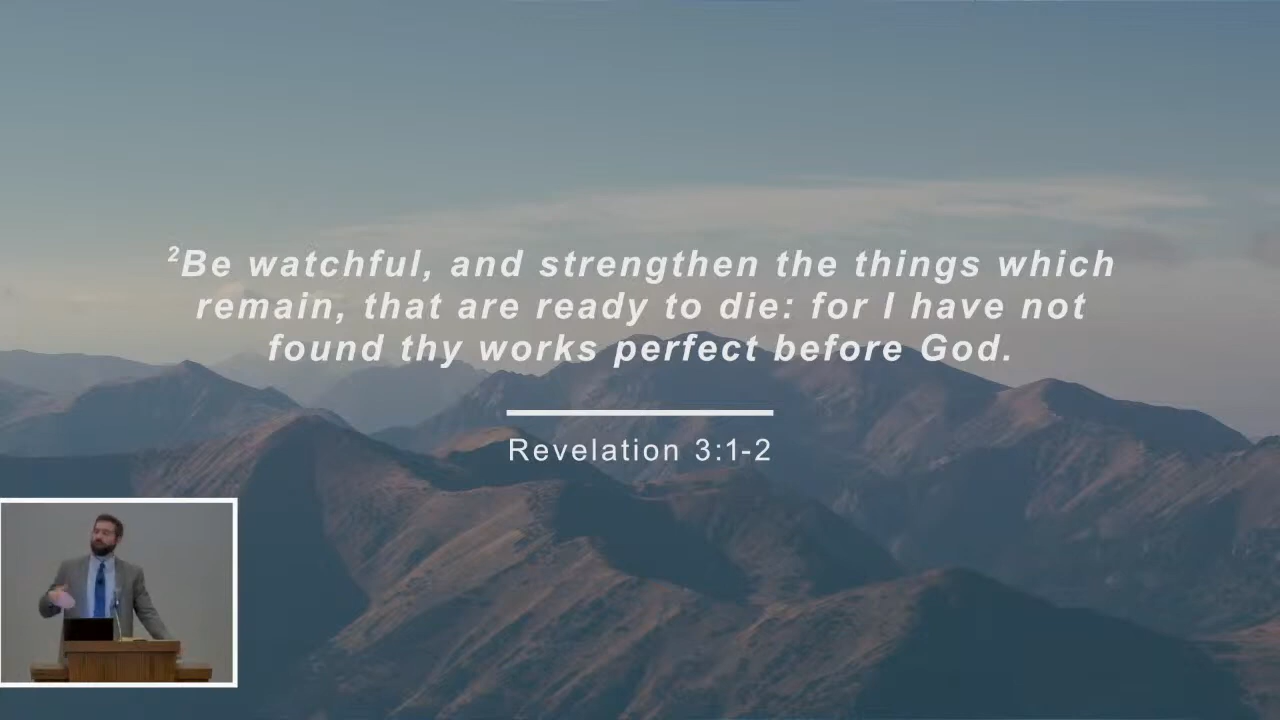 ²Be watchful, and strengthen the things which
remain, that are ready to die: for I have not
found thy works perfect before God.
Revelation 3:1-2